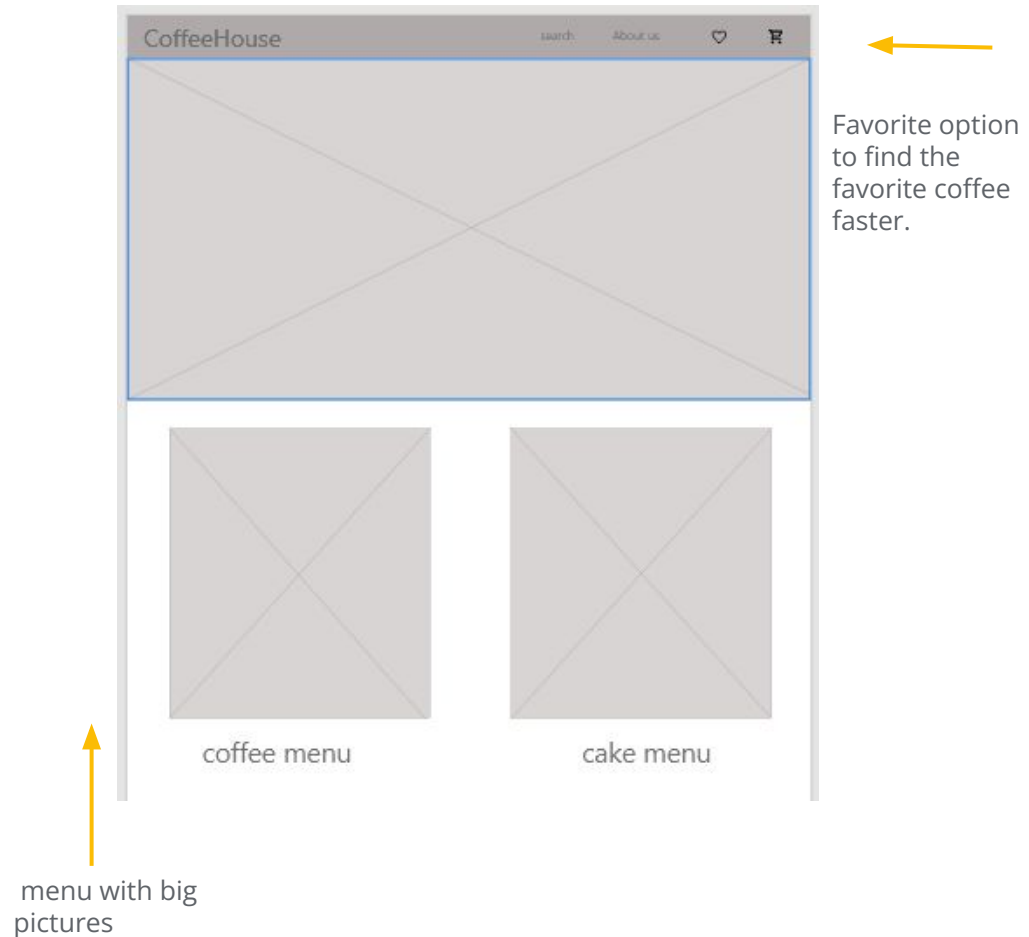 CoffeeHouse search About us
Favorite option
to find the
favorite coffee
faster.
coffee menu cake menu
menu with big
pictures